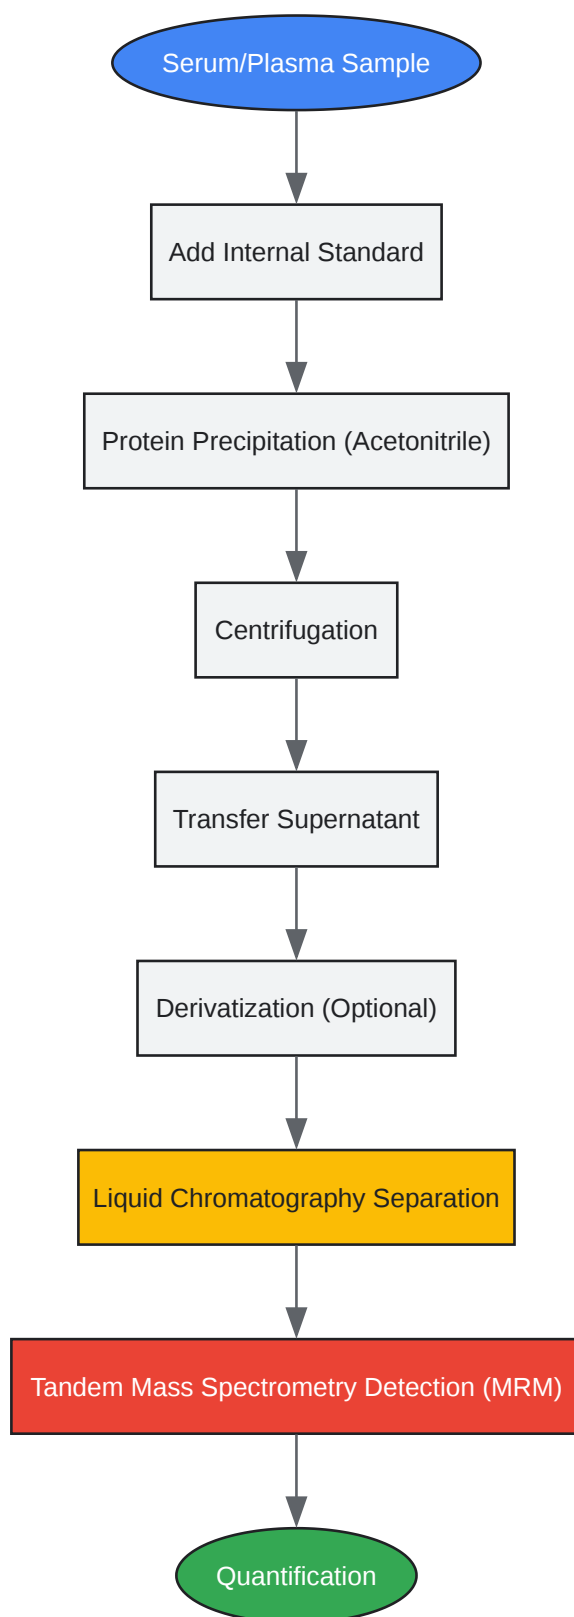 Serum/Plasma Sample
Add Internal Standard
Protein Precipitation (Acetonitrile)
Centrifugation
Transfer Supernatant
Derivatization (Optional)
Liquid Chromatography Separation
Tandem Mass Spectrometry Detection (MRM)
Quantification